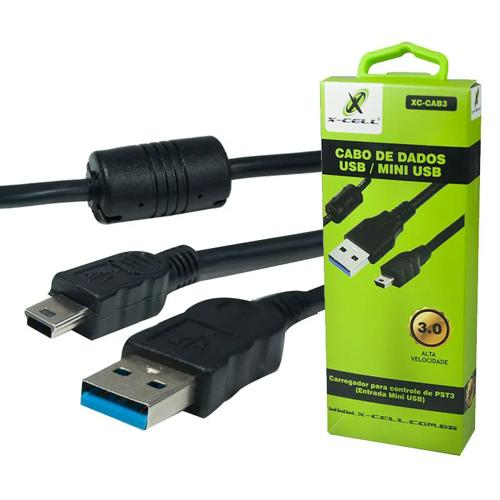 XC-CAB3
X-CELL
CABO DE DADOS
USB / MINI USB
3.0
ALTA
VELOCIDADE
Carregador para controle de PST3
(Entrada Mini USB)
WWW.X-CELL.COM.BR